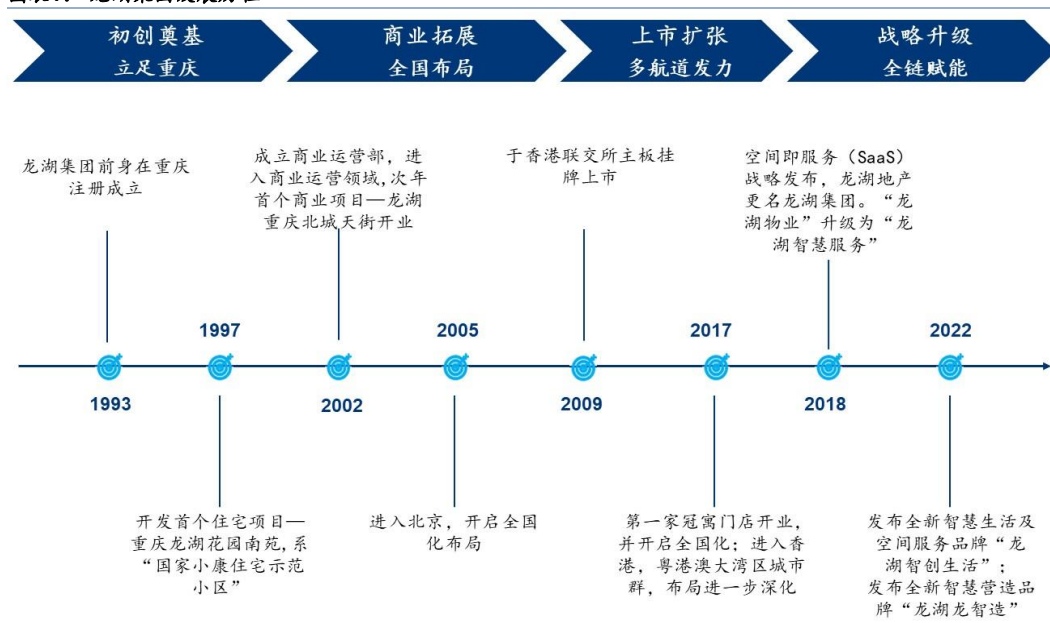 初创奠基
立足重庆
商业拓展
全国布局
上市扩张
多航道发力
战略升级
全链赋能
龙湖集团前身在重庆
注册成立
成立商业运营部，进
入商业运营领域,次年
首个商业项目—龙湖
重庆北城天街开业
于香港联交所主板挂
牌上市
空间即服务（SaaS）
战略发布，龙湖地产
更名龙湖集团。“龙
湖物业”升级为“龙
湖智慧服务”
1997
2005
2017
2022
1993
2002
2009
2018
开发首个住宅项目—
重庆龙湖花园南苑,系
“国家小康住宅示范
小区”
进入北京，开启全国
化布局
第一家冠寓门店开业，
并开启全国化；进入香
港，粤港澳大湾区城市
群，布局进一步深化
发布全新智慧生活及
空间服务品牌“龙
湖智创生活”；
发布全新智慧营造品
牌“龙湖龙智造”